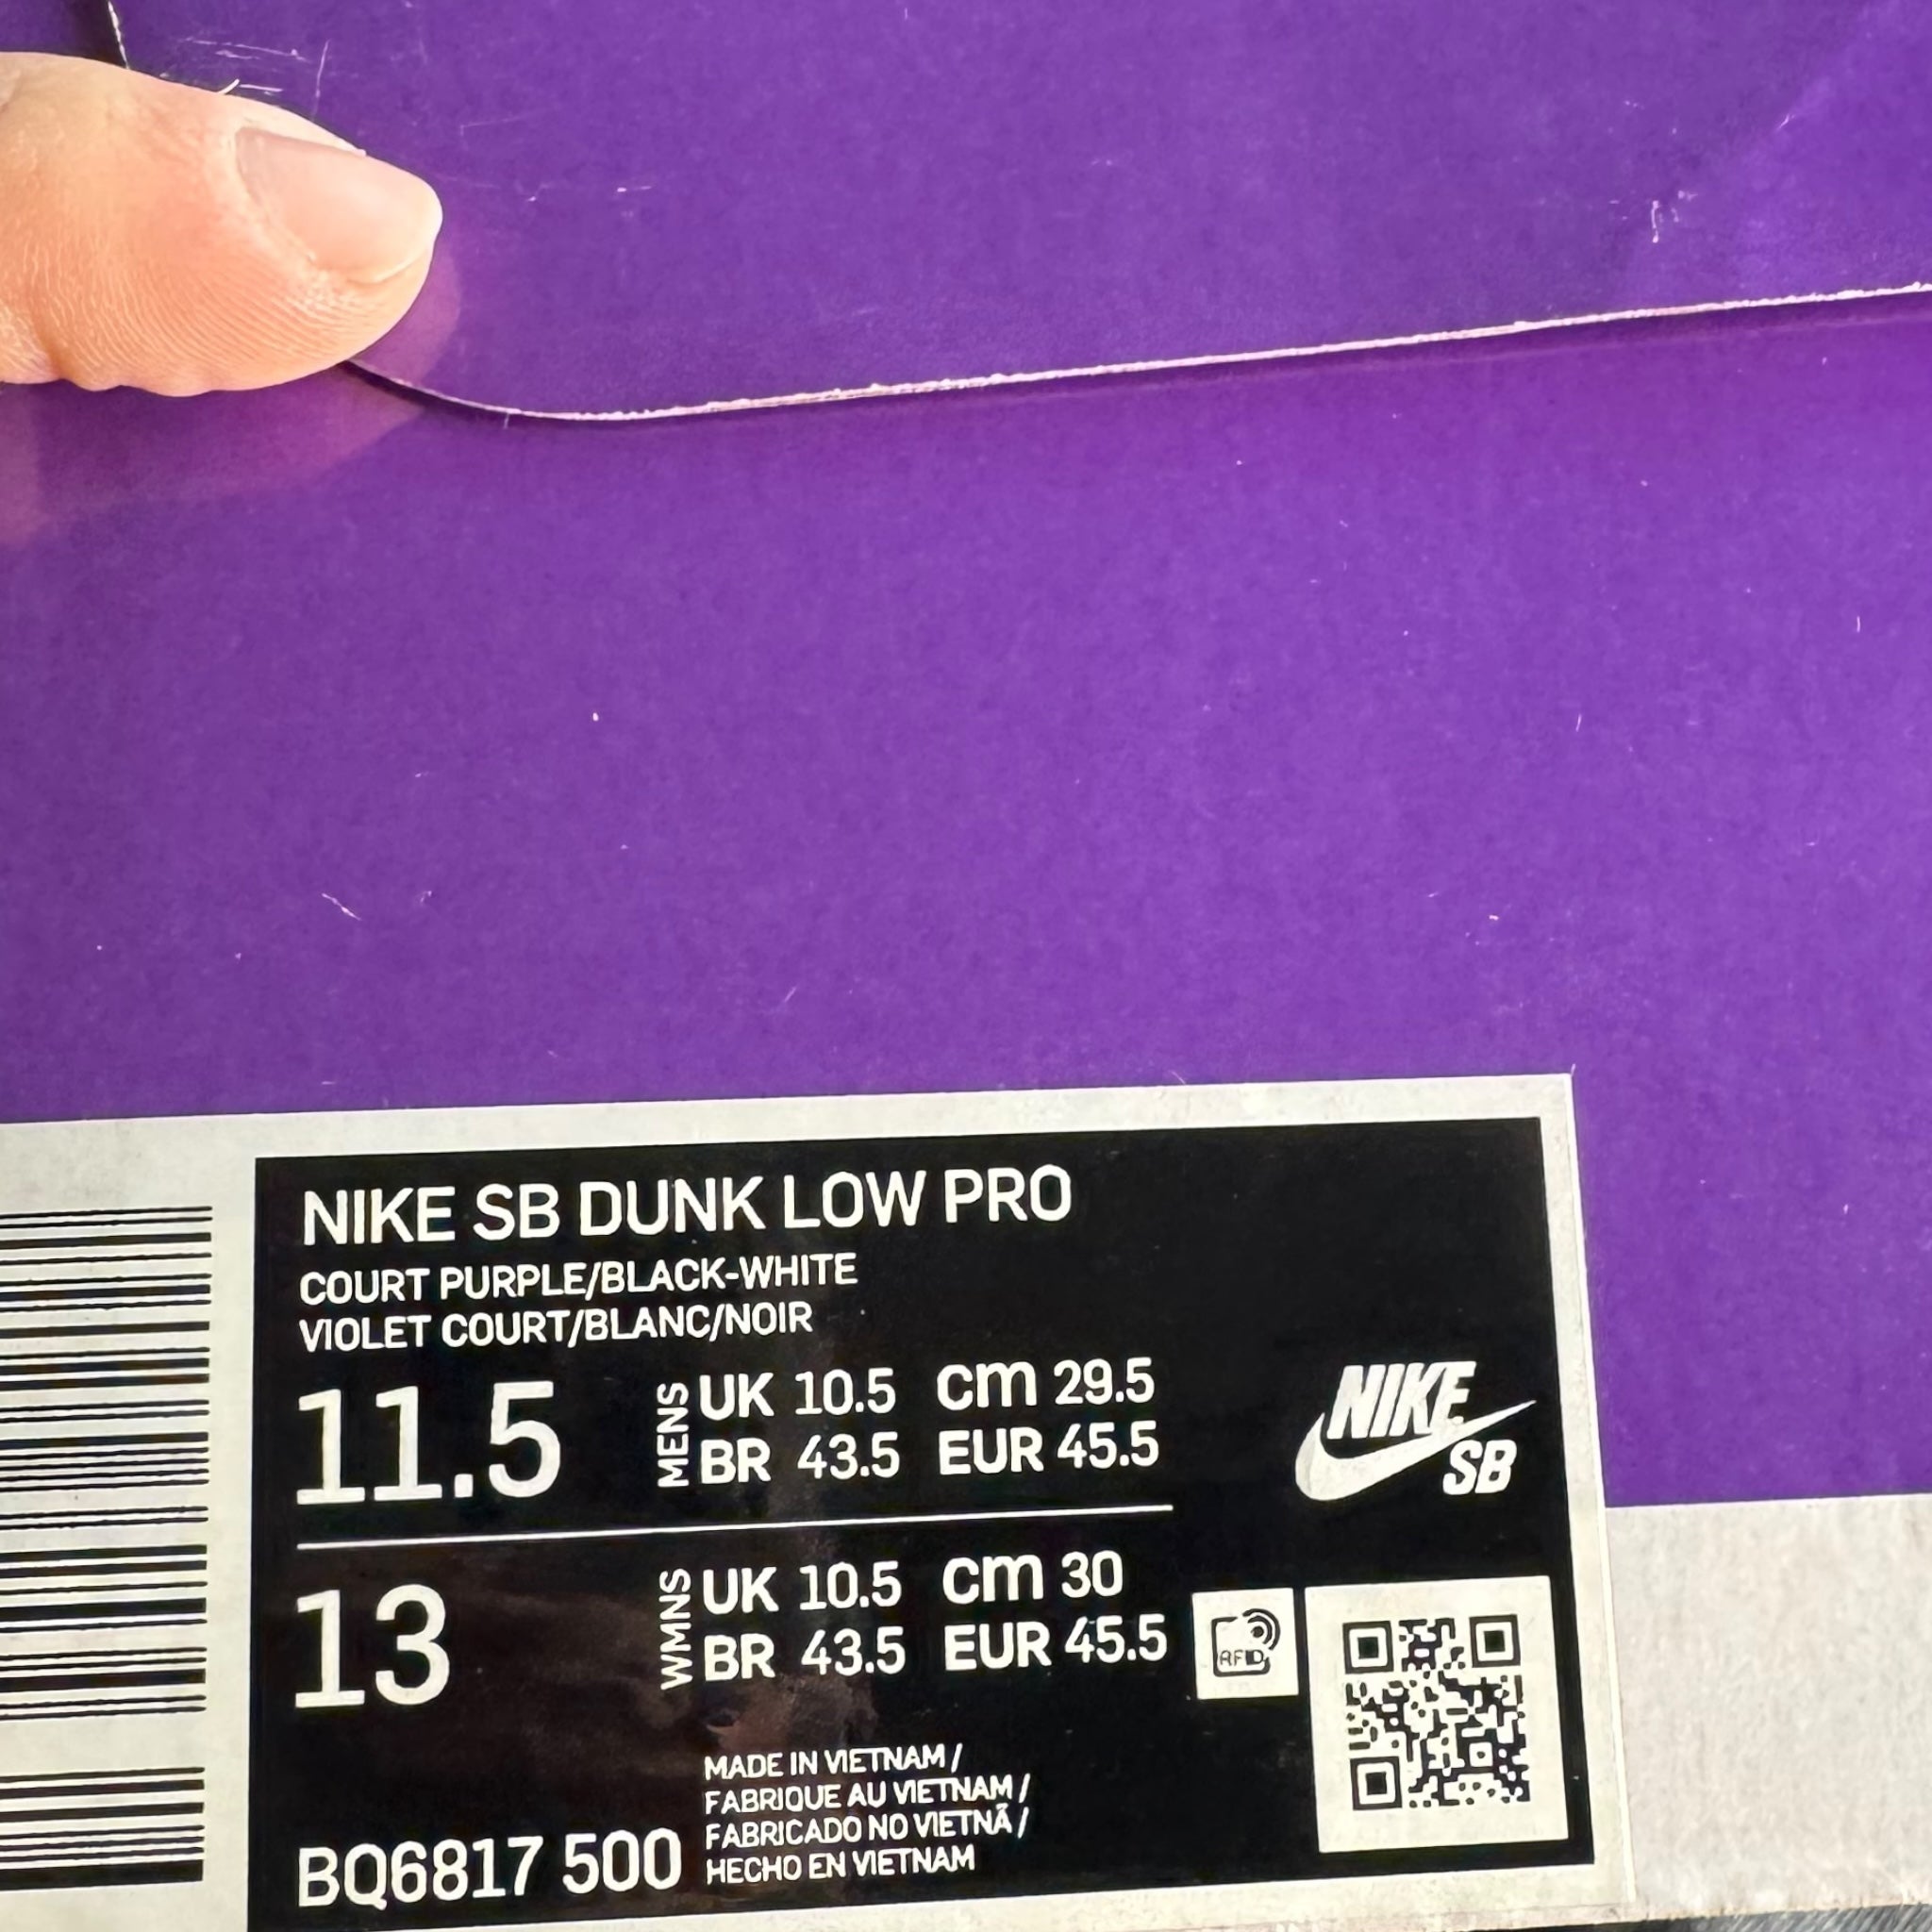 NIKE SB DUNK LOW PRO
COURT PURPLE/BLACK-WHITE
VIOLET COURT/BLANC/NOIR
11.5 MENS UK 10.5 cm 29.5
BR 43.5 EUR 45.5
NIKE
SB
13 WMNS UK 10.5 cm 30
BR 43.5 EUR 45.5
RFID
MADE IN VIETNAM /
FABRIQUE AU VIETNAM /
FABRICADO NO VIETNÃ /
HECHO EN VIETNAM
BQ6817 500